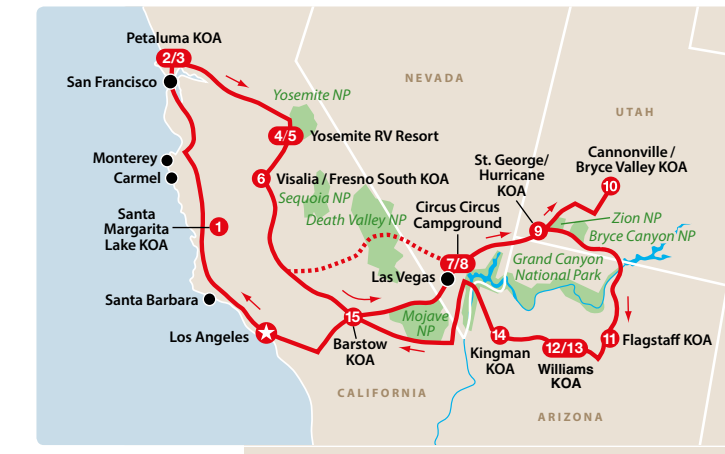 Petaluma KOA
2/3
San Francisco
NEVADA
Yosemite NP
UTAH
4/5
Yosemite RV Resort
Monterey
Carmel
6
Visalia / Fresno South KOA
Sequoia NP
Death Valley NP
St. George/
Hurricane
KOA
Cannonville /
Bryce Valley KOA
10
Santa
Margarita
Lake KOA
1
Circus Circus
Campground
9
Zion NP
Bryce Canyon NP
7/8
Las Vegas
Grand Canyon
National Park
Santa Barbara
Los Angeles
15
Barstow
KOA
Mojave
NP
14
Kingman
KOA
12/13
Williams
KOA
11
Flagstaff KOA
CALIFORNIA
ARIZONA